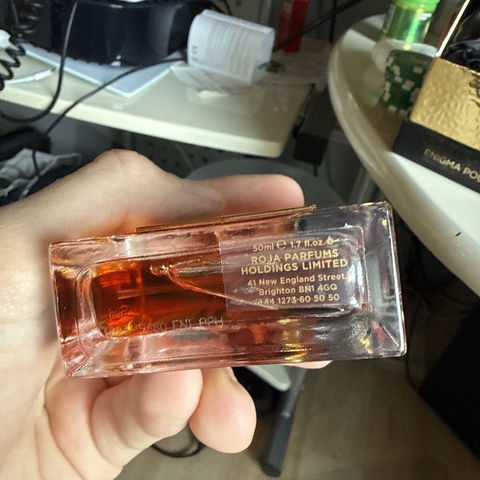 50ml ℮ 1.7 fl.oz.
ROJA PARFUMS
HOLDINGS LIMITED
41 New England Street
Brighton BN1 4GQ
+44 1273 60 50 50
ENIGMA POU